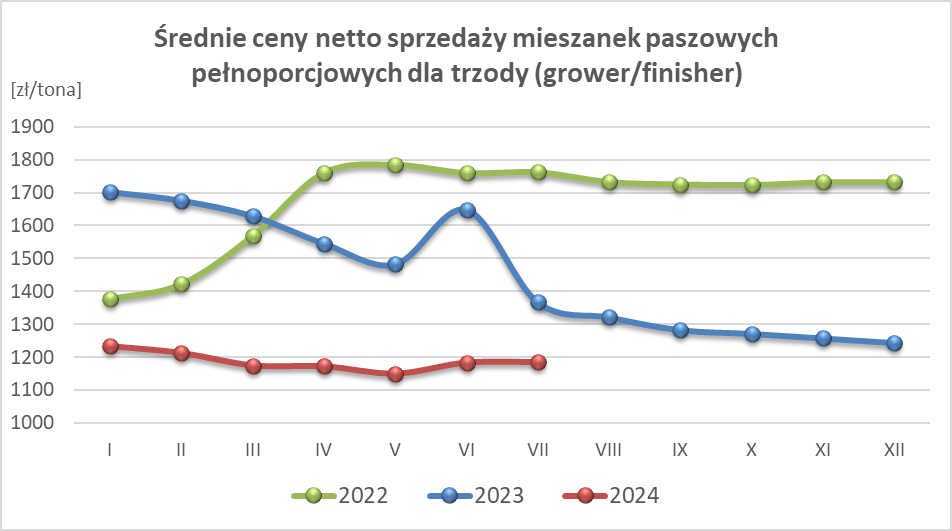 Średnie ceny netto sprzedaży mieszanek paszowych
pełnoporcjowych dla trzody (grower/finisher)
[zł/tona]
1900
1800
1700
1600
1500
1400
1300
1200
1100
1000
I II III IV V VI VII VIII IX X XI XII
2022 2023 2024